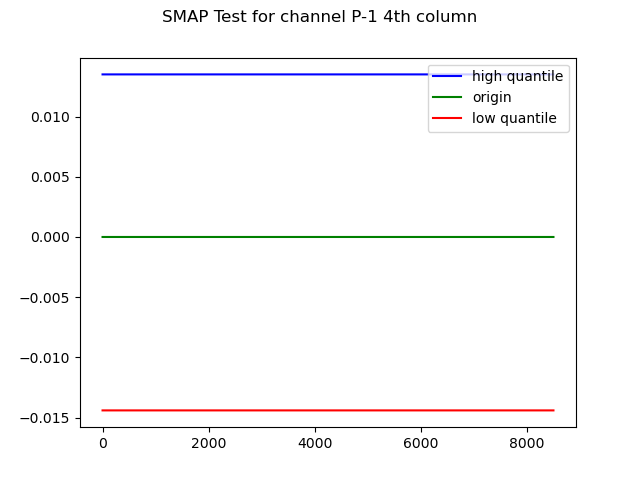 SMAP Test for channel P-1 4th column
high quantile
origin
low quantile
0.010
0.005
0.000
−0.005
−0.010
−0.015
0 2000 4000 6000 8000